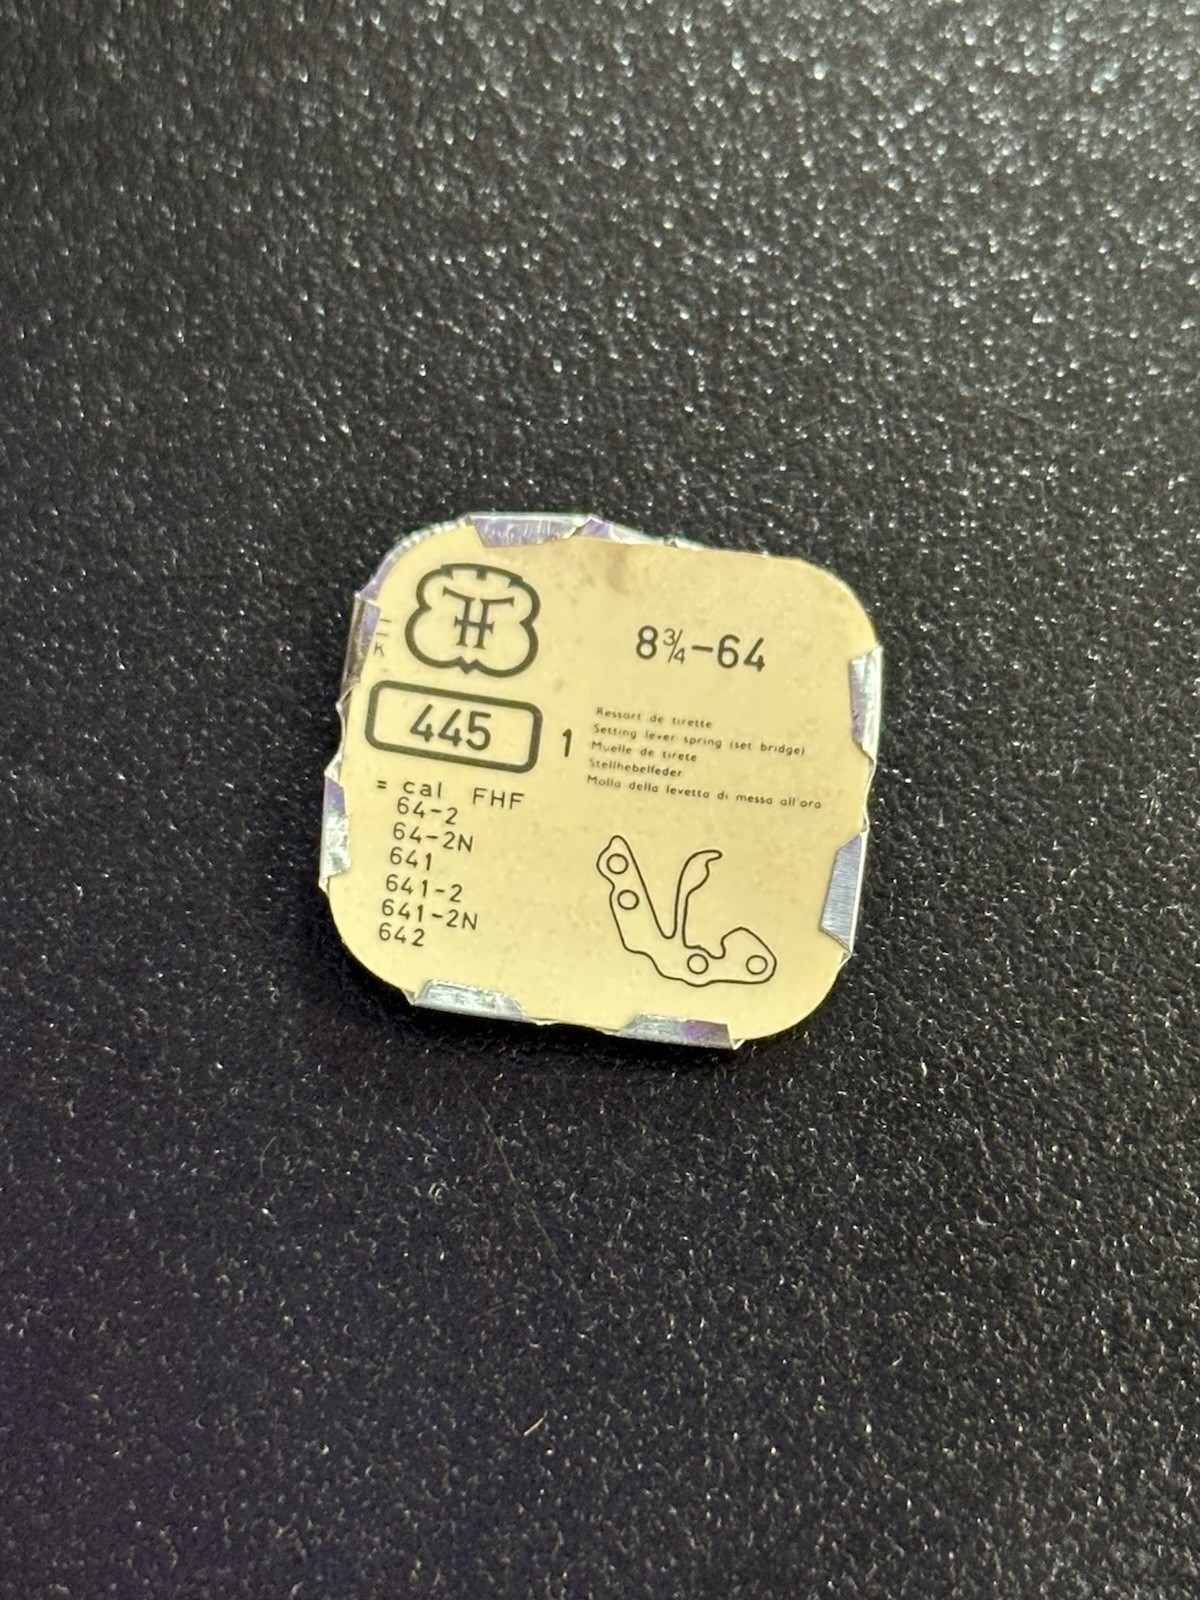 FHF
8¾-64
K
445
1
Ressort de tirette
Setting lever spring (set bridge)
Muelle de tirete
Stellhebelfeder
Molla della levetta di messa all'ora
= cal FHF
64-2
64-2N
641
641-2
641-2N
642